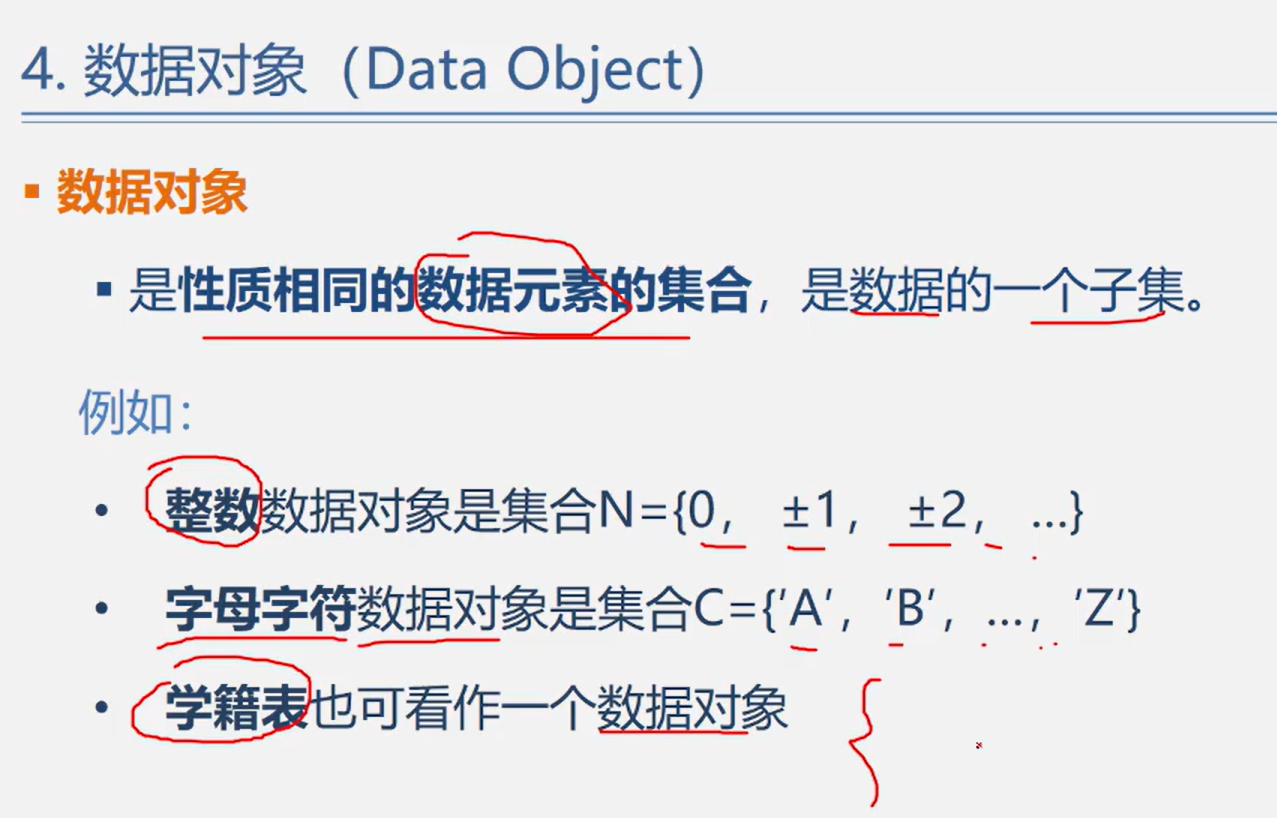 4. 数据对象（Data Object）
▪ 数据对象
▪ 是性质相同的数据元素的集合，是数据的一个子集。
例如：
• 整数数据对象是集合N={0， ±1， ±2， …}
• 字母字符数据对象是集合C={′A′，′B′，…，′Z′}
• 学籍表也可看作一个数据对象